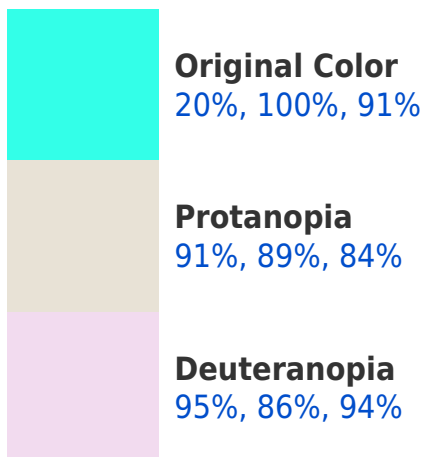 Original Color
20%, 100%, 91%
Protanopia
91%, 89%, 84%
Deuteranopia
95%, 86%, 94%